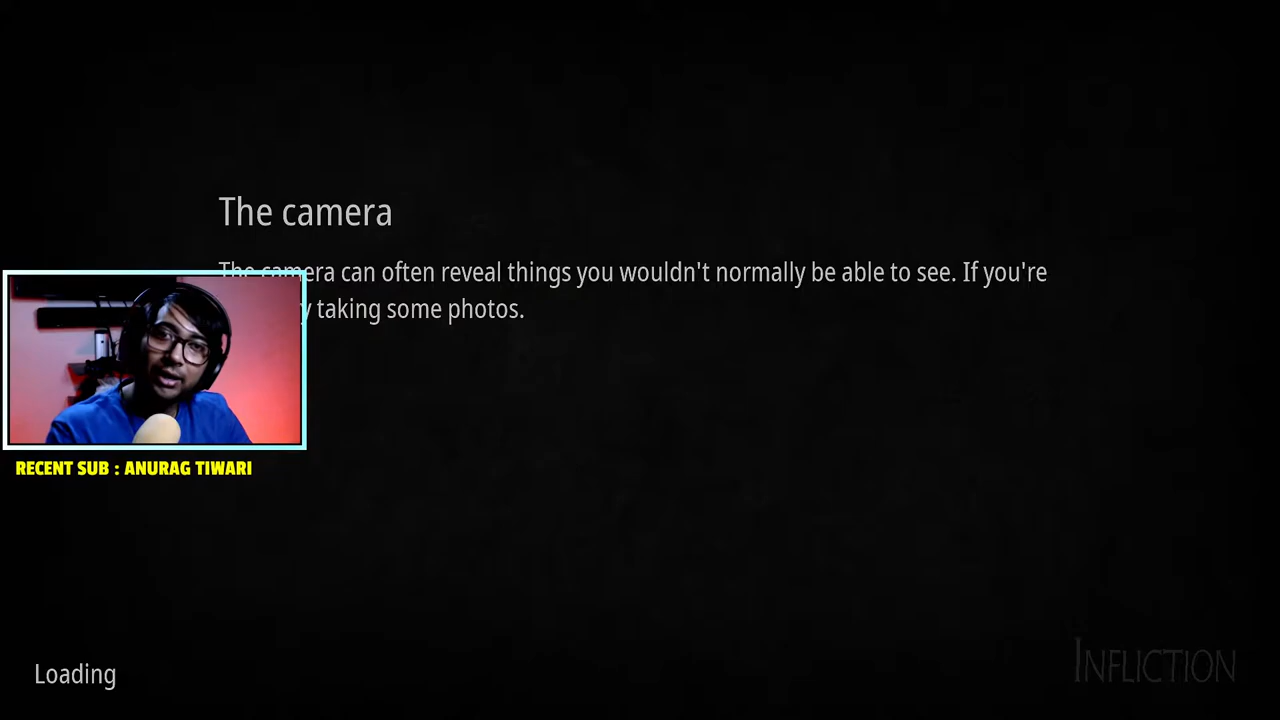 The camera
The camera can often reveal things you wouldn't normally be able to see. If you're
taking some photos.
RECENT SUB : ANURAG TIWARI
Loading
INFLICTION